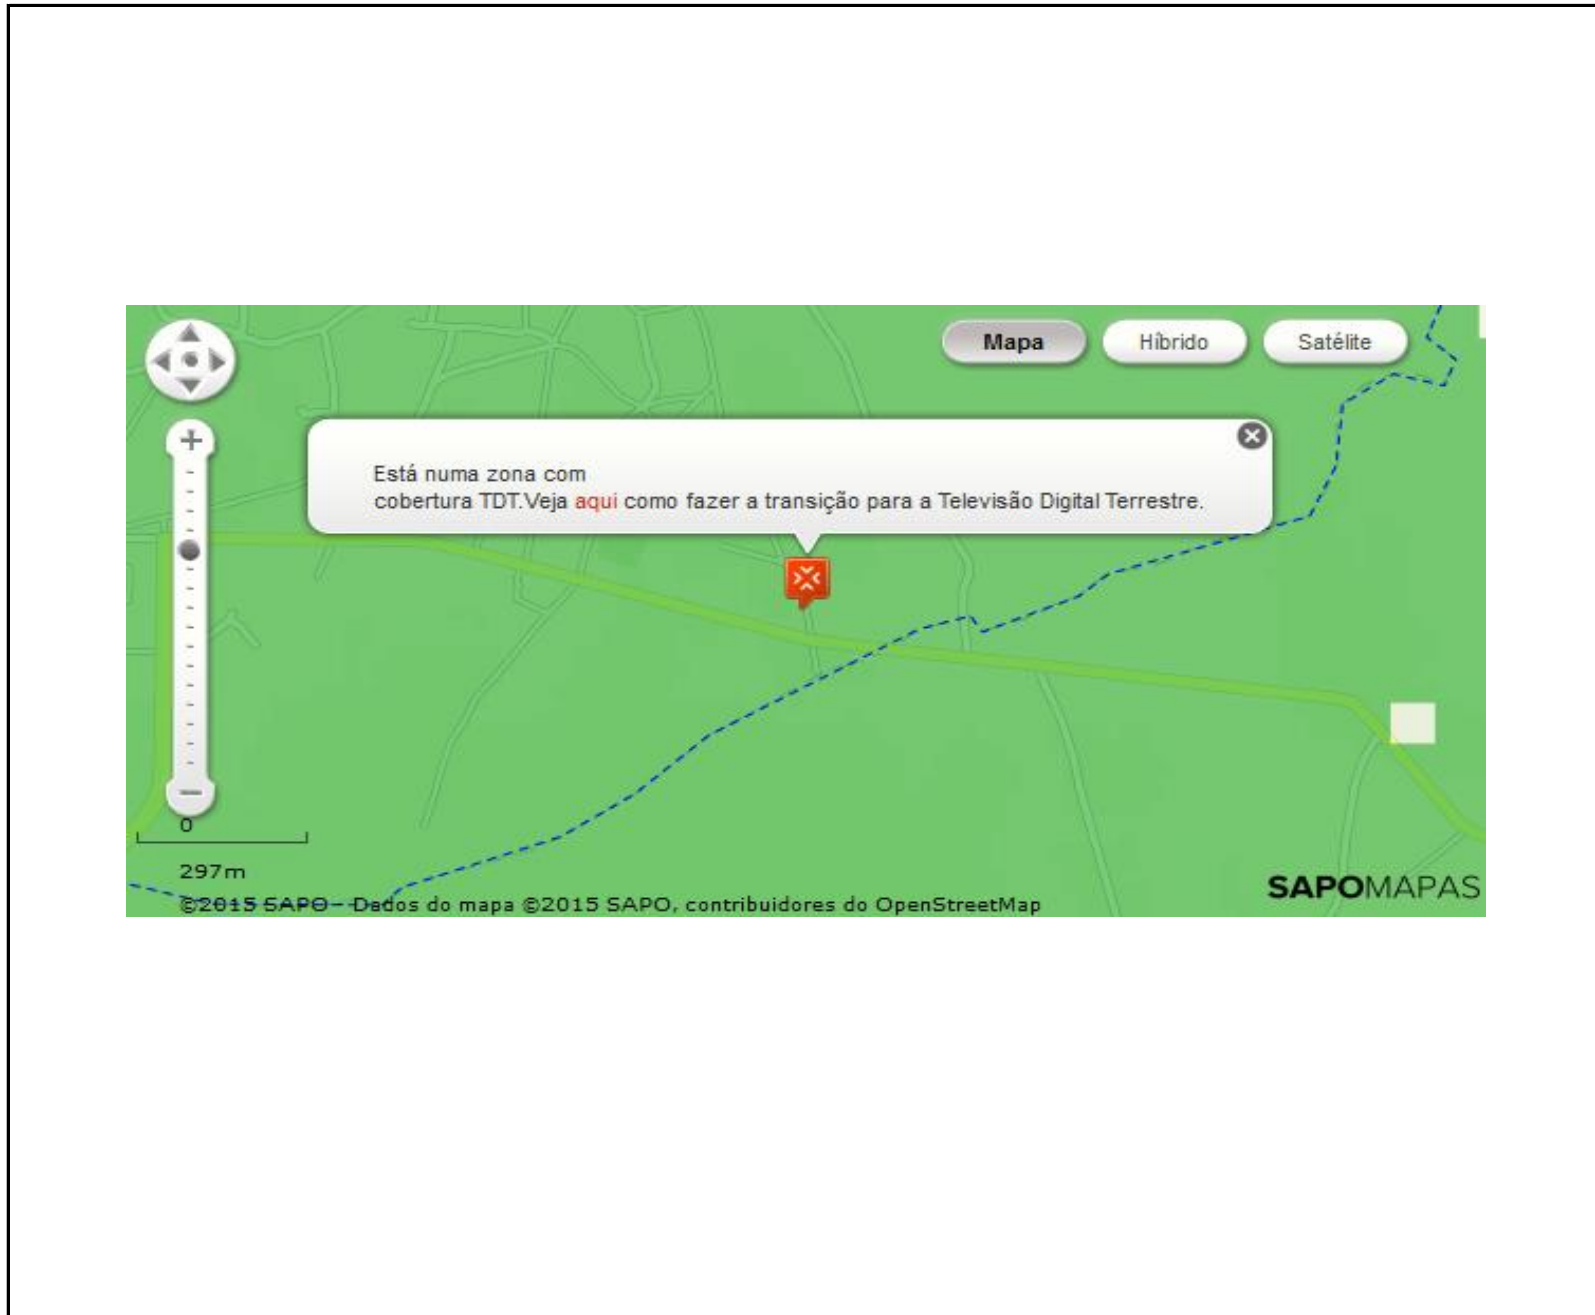 Mapa Híbrido Satélite
Está numa zona com
cobertura TDT.Veja aqui como fazer a transição para a Televisão Digital Terrestre.
0
297m
SAPOMAPAS
©2015 SAPO - Dados do mapa ©2015 SAPO, contribuidores do OpenStreetMap